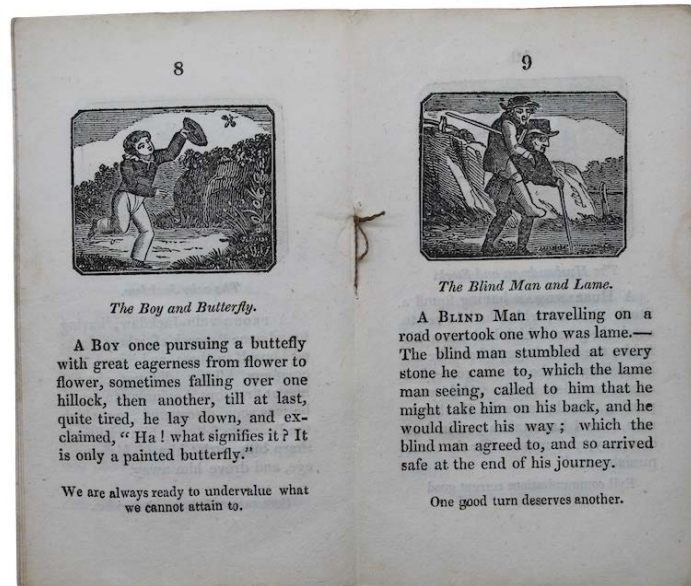 8
The Boy and Butterfly.
A BOY once pursuing a buttefly
with great eagerness from flower to
flower, sometimes falling over one
hillock, then another, till at last,
quite tired, he lay down, and ex-
claimed, “ Ha ! what signifies it ? It
is only a painted butterfly.”
We are always ready to undervalue what
we cannot attain to.
9
The Blind Man and Lame.
A BLIND Man travelling on a
road overtook one who was lame.—
The blind man stumbled at every
stone he came to, which the lame
man seeing, called to him that he
might take him on his back, and he
would direct his way ; which the
blind man agreed to, and so arrived
safe at the end of his journey.
One good turn deserves another.